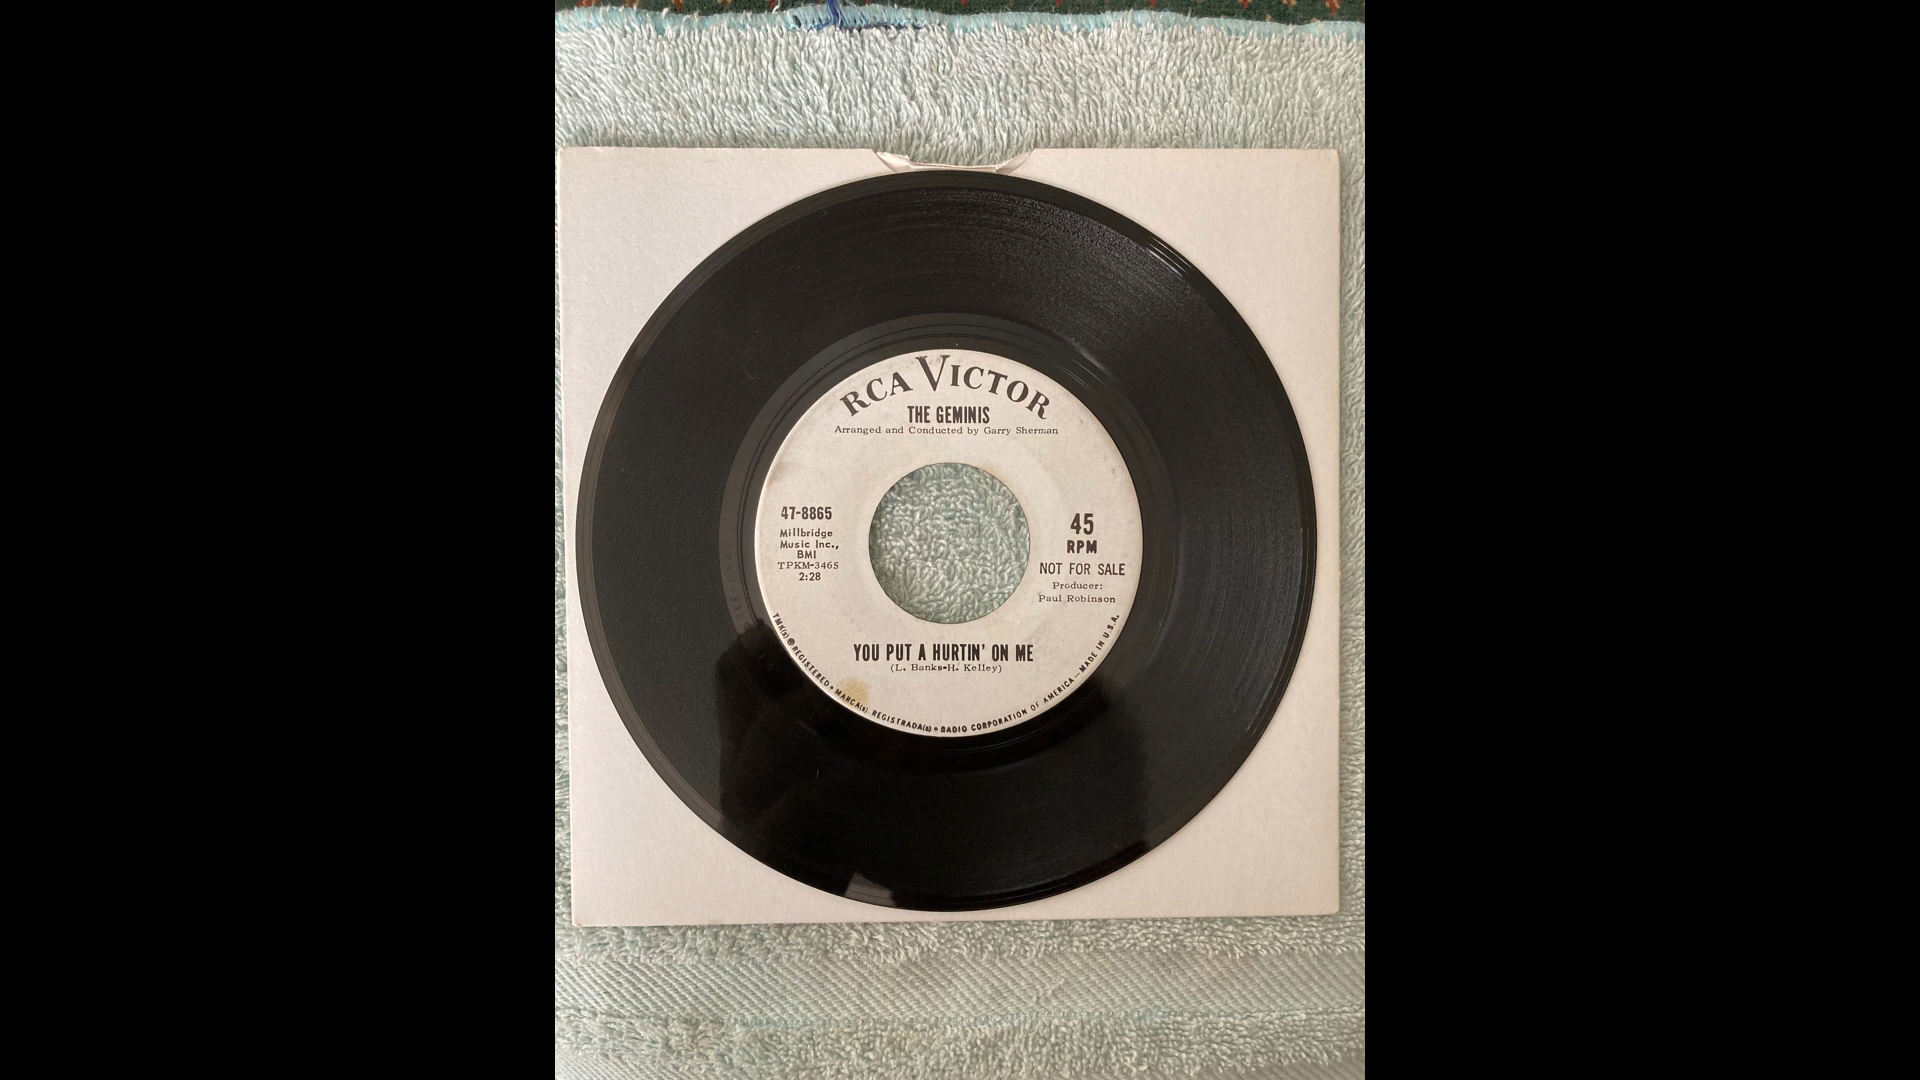 RCA VICTOR
THE GEMINIS
Arranged and Conducted by Garry Sherman
47-8865
Millbridge
Music Inc.,
BMI
TPKM-3465
2:28
45
RPM
NOT FOR SALE
Producer:
Paul Robinson
YOU PUT A HURTIN' ON ME
(L. Banks-H. Kelley)
TMK(s) ® REGISTERED • MARCA(s) REGISTRADA(s) • RADIO CORPORATION OF AMERICA—MADE IN U.S.A.